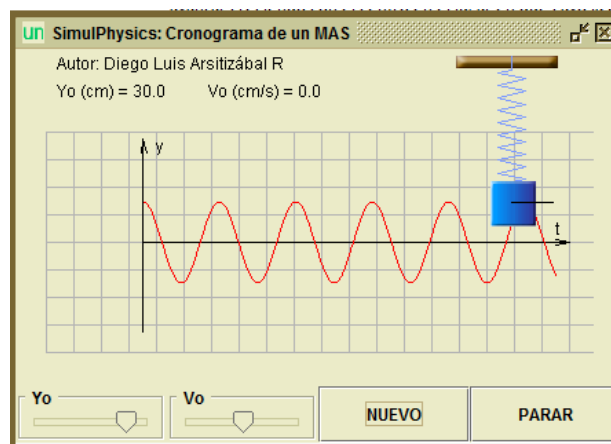 un SimulPhysics: Cronograma de un MAS
Autor: Diego Luis Arsitizábal R
Yo (cm) = 30.0 Vo (cm/s) = 0.0
y
t
Yo Vo
NUEVO PARAR